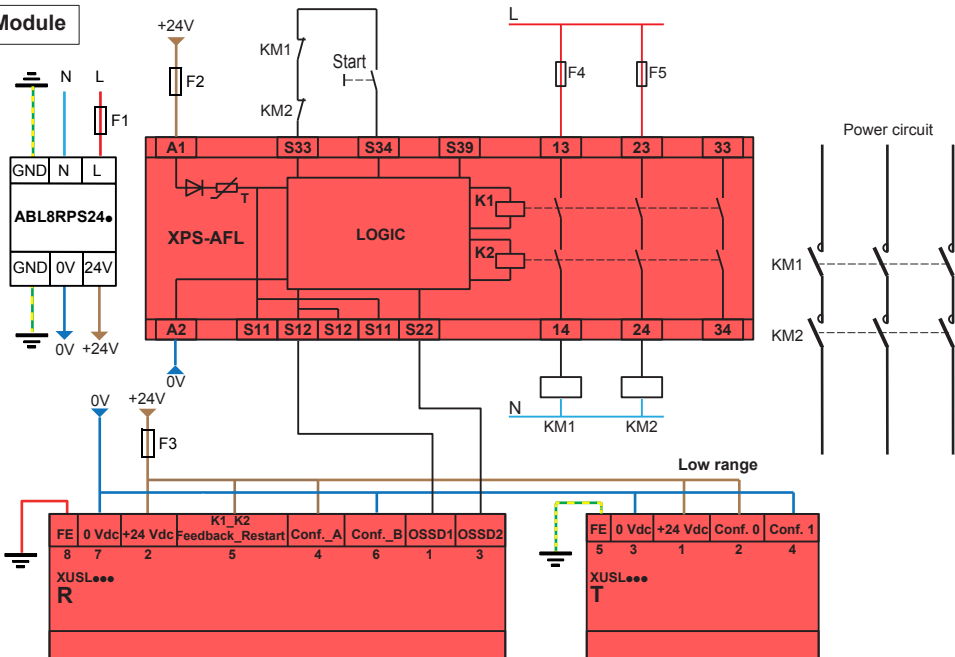 Module
+24V
F2
KM1
Start
KM2
L
F4
F5
N
L
F1
GND
N
L
ABL8RPS24●
GND
0V
24V
0V
+24V
A1
S33
S34
S39
13
23
33
T
XPS-AFL
LOGIC
K1
K2
A2
S11
S12
S12
S11
S22
14
24
34
0V
N
KM1
KM2
Power circuit
KM1
KM2
0V
+24V
F3
Low range
FE
0 Vdc
+24 Vdc
K1_K2
Feedback_Restart
Conf._A
Conf._B
OSSD1
OSSD2
8
7
2
5
4
6
1
3
XUSL●●●
R
FE
0 Vdc
+24 Vdc
Conf. 0
Conf. 1
5
3
1
2
4
XUSL●●●
T